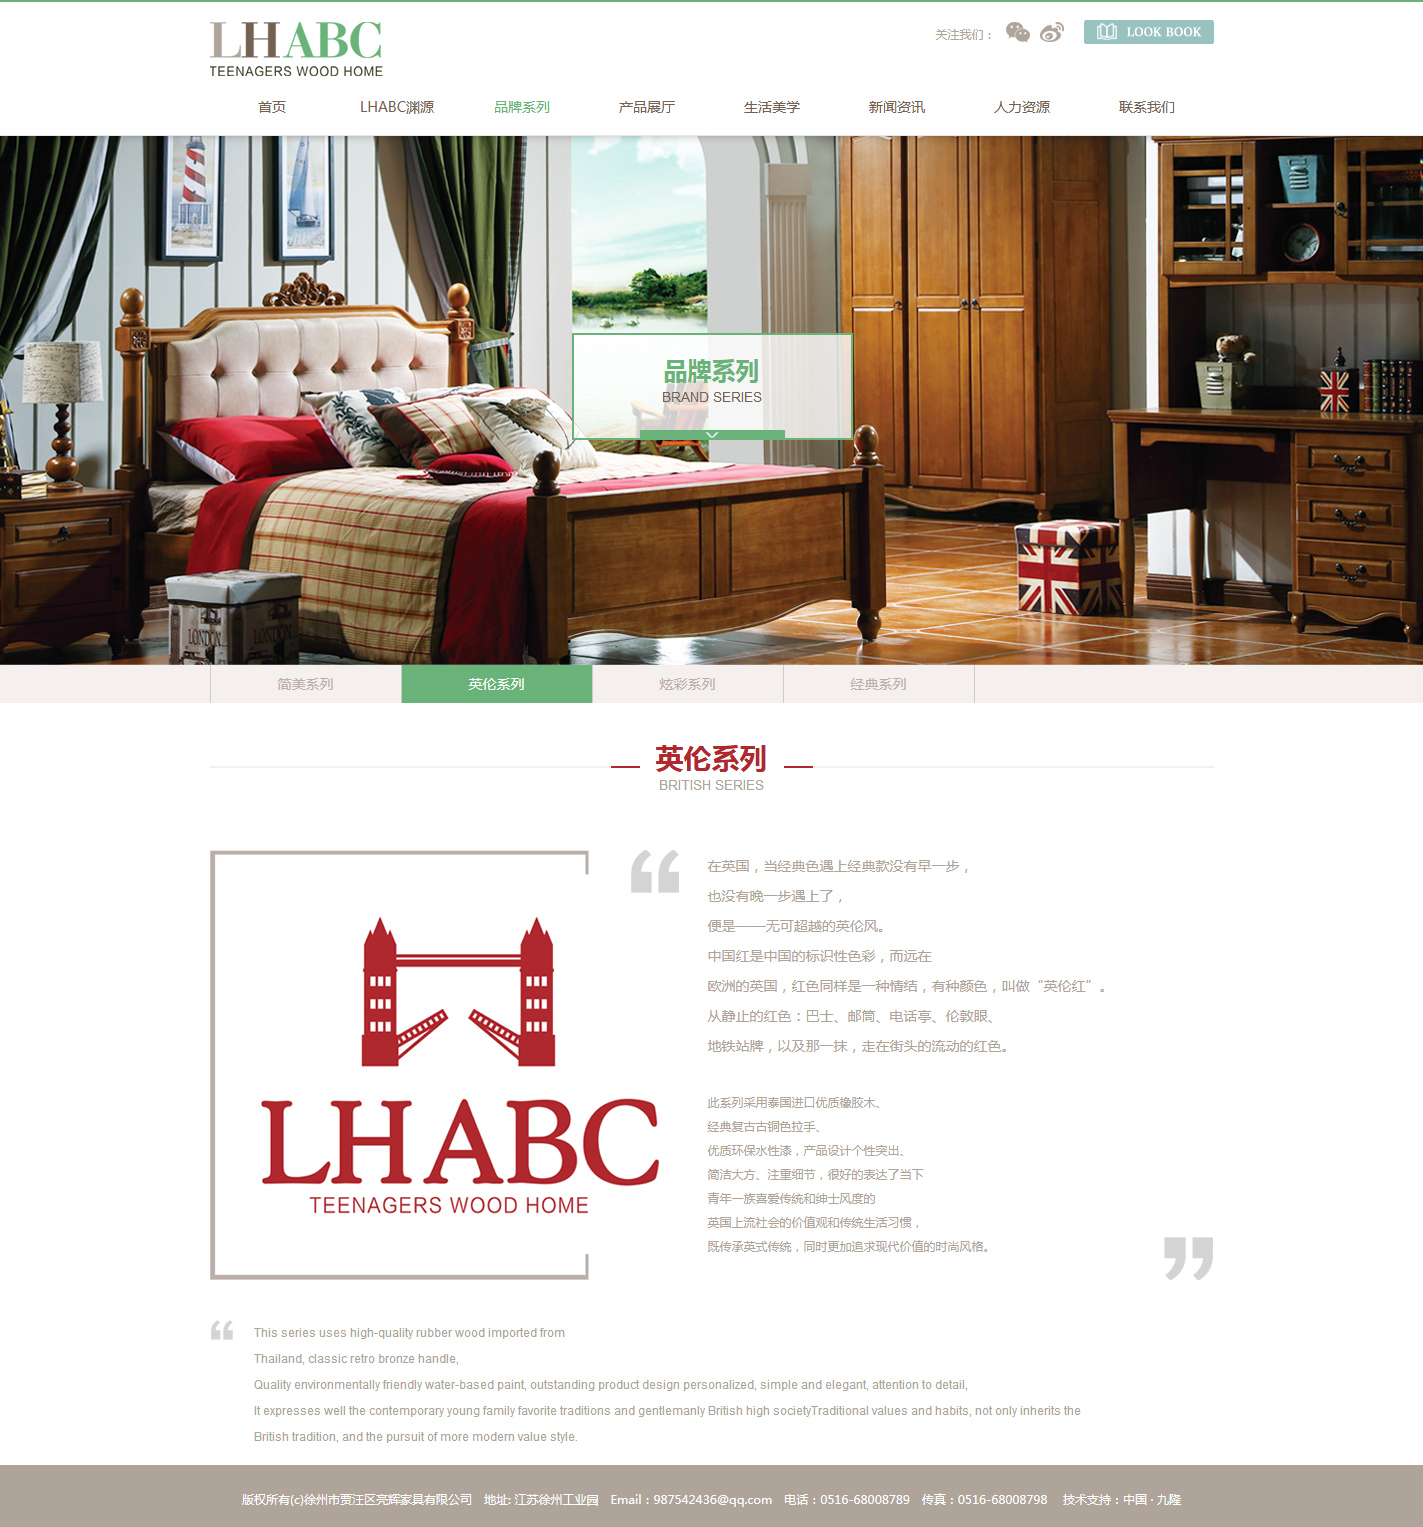 LHABC
TEENAGERS WOOD HOME
关注我们：
LOOK BOOK
首页 LHABC渊源 品牌系列 产品展厅 生活美学 新闻资讯 人力资源 联系我们
品牌系列
BRAND SERIES
LONDON LONDON
简美系列 英伦系列 炫彩系列 经典系列
英伦系列
BRITISH SERIES
LHABC
TEENAGERS WOOD HOME
在英国，当经典色遇上经典款没有早一步，
也没有晚一步遇上了，
便是——无可超越的英伦风。
中国红是中国的标识性色彩，而远在
欧洲的英国，红色同样是一种情结，有种颜色，叫做“英伦红”。
从静止的红色：巴士、邮筒、电话亭、伦敦眼、
地铁站牌，以及那一抹，走在街头的流动的红色。
此系列采用泰国进口优质橡胶木、
经典复古古铜色拉手、
优质环保水性漆，产品设计个性突出、
简洁大方、注重细节，很好的表达了当下
青年一族喜爱传统和绅士风度的
英国上流社会的价值观和传统生活习惯，
既传承英式传统，同时更加追求现代价值的时尚风格。
This series uses high-quality rubber wood imported from
Thailand, classic retro bronze handle,
Quality environmentally friendly water-based paint, outstanding product design personalized, simple and elegant, attention to detail,
It expresses well the contemporary young family favorite traditions and gentlemanly British high societyTraditional values and habits, not only inherits the
British tradition, and the pursuit of more modern value style.
版权所有(c)徐州市贾汪区亮辉家具有限公司 地址: 江苏徐州工业园 Email：987542436@qq.com 电话：0516-68008789 传真：0516-68008798 技术支持：中国 · 九隆